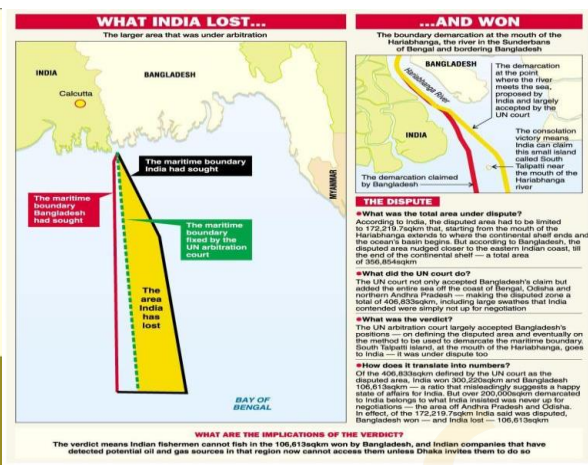 WHAT INDIA LOST...
The larger area that was under arbitration
INDIA
BANGLADESH
Calcutta
The maritime boundary
India had sought
The maritime
boundary
Bangladesh
had sought
The maritime
boundary
fixed by the
UN arbitration
court
MYANMAR
The
area
India
has
lost
BAY OF
BENGAL
...AND WON
The boundary demarcation at the mouth of the
Hariabhanga, the river in the Sunderbans
of Bengal and bordering Bangladesh
BANGLADESH
Hariabhanga River
INDIA
The demarcation
at the point
where the river
meets the sea,
proposed by
India and largely
accepted by the
UN court
The consolation
victory means
India can claim
this small island
called South
Talpatti near
the mouth of the
Hariabhanga
river
The demarcation claimed
by Bangladesh
THE DISPUTE
What was the total area under dispute?
According to India, the disputed area had to be limited
to 172,219.7sqkm that, starting from the mouth of the
Hariabhanga extends to where the continental shelf ends and
the ocean's basin begins. But according to Bangladesh, the
disputed area nudged closer to the eastern Indian coast, till
the end of the continental shelf — a total area
of 356,854sqkm
What did the UN court do?
The UN court not only accepted Bangladesh's claim but
added the entire sea off the coast of Bengal, Odisha and
northern Andhra Pradesh — making the disputed zone a
total of 406,833sqkm, including large swathes that India
contended were simply not up for negotiation
What was the verdict?
The UN arbitration court largely accepted Bangladesh's
positions — on defining the disputed area and eventually on
the method to be used to demarcate the maritime boundary.
South Talpatti island, at the mouth of the Hariabhanga, goes
to India — it was under dispute too
How does it translate into numbers?
Of the 406,833sqkm defined by the UN court as the
disputed area, India won 300,220sqkm and Bangladesh
106,613sqkm — a ratio that misleadingly suggests a happy
state of affairs for India. But over 200,000sqkm demarcated
to India belongs to what India insisted was never up for
negotiations — the area off Andhra Pradesh and Odisha.
In effect, of the 172,219.7sqkm India said was disputed,
Bangladesh won — and India lost — 106,613sqkm
WHAT ARE THE IMPLICATIONS OF THE VERDICT?
The verdict means Indian fishermen cannot fish in the 106,613sqkm won by Bangladesh, and Indian companies that have
detected potential oil and gas sources in that region now cannot access them unless Dhaka invites them to do so